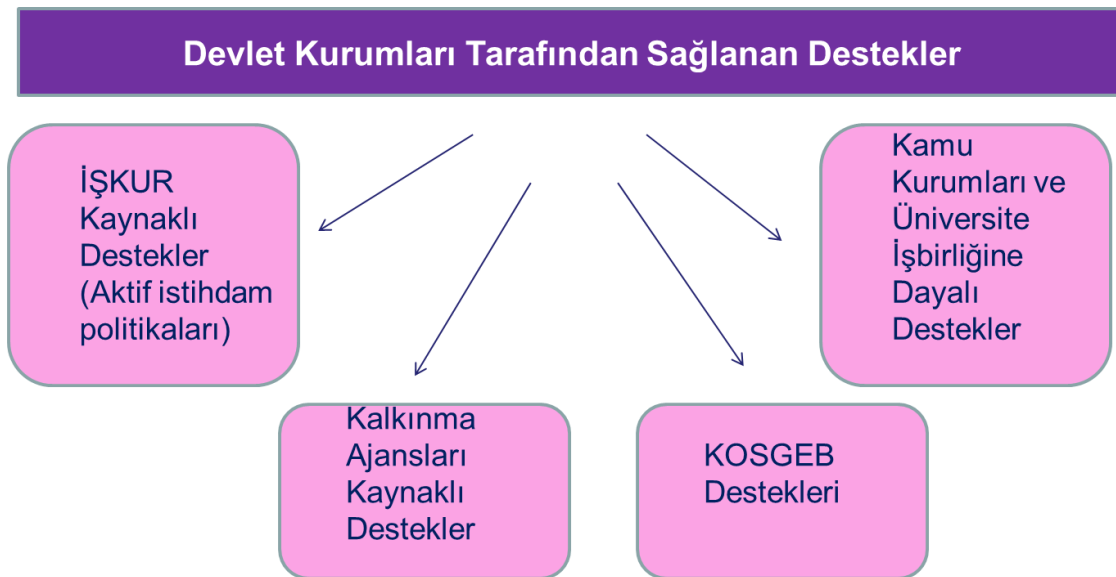 Devlet Kurumları Tarafından Sağlanan Destekler
İŞKUR
Kaynaklı
Destekler
(Aktif istihdam
politikaları)
Kamu
Kurumları ve
Üniversite
İşbirliğine
Dayalı
Destekler
Kalkınma
Ajansları
Kaynaklı
Destekler
KOSGEB
Destekleri